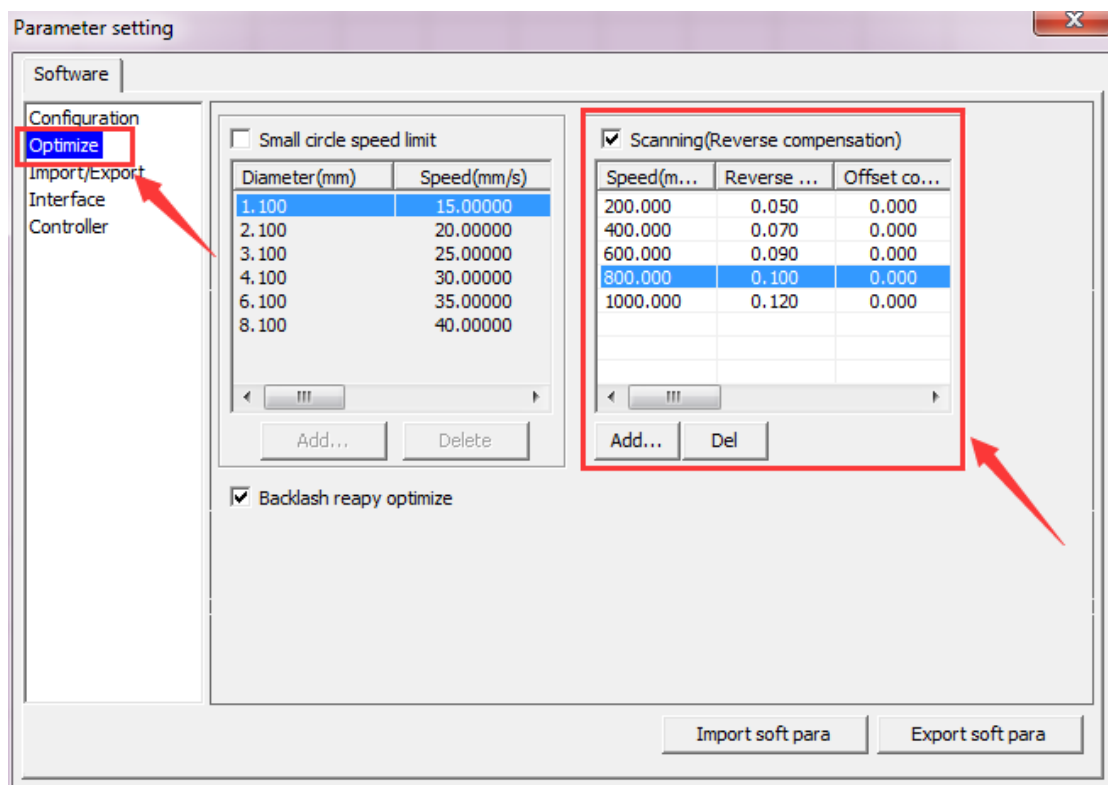 Parameter setting
X
Software
Configuration
Optimize
Import/Export
Interface
Controller
Small circle speed limit
Diameter(mm) Speed(mm/s)
1.100 15.00000
2.100 20.00000
3.100 25.00000
4.100 30.00000
6.100 35.00000
8.100 40.00000
Add... Delete
Scanning(Reverse compensation)
Speed(m... Reverse ... Offset co...
200.000 0.050 0.000
400.000 0.070 0.000
600.000 0.090 0.000
800.000 0.100 0.000
1000.000 0.120 0.000
Add... Del
Backlash reapy optimize
Import soft para Export soft para